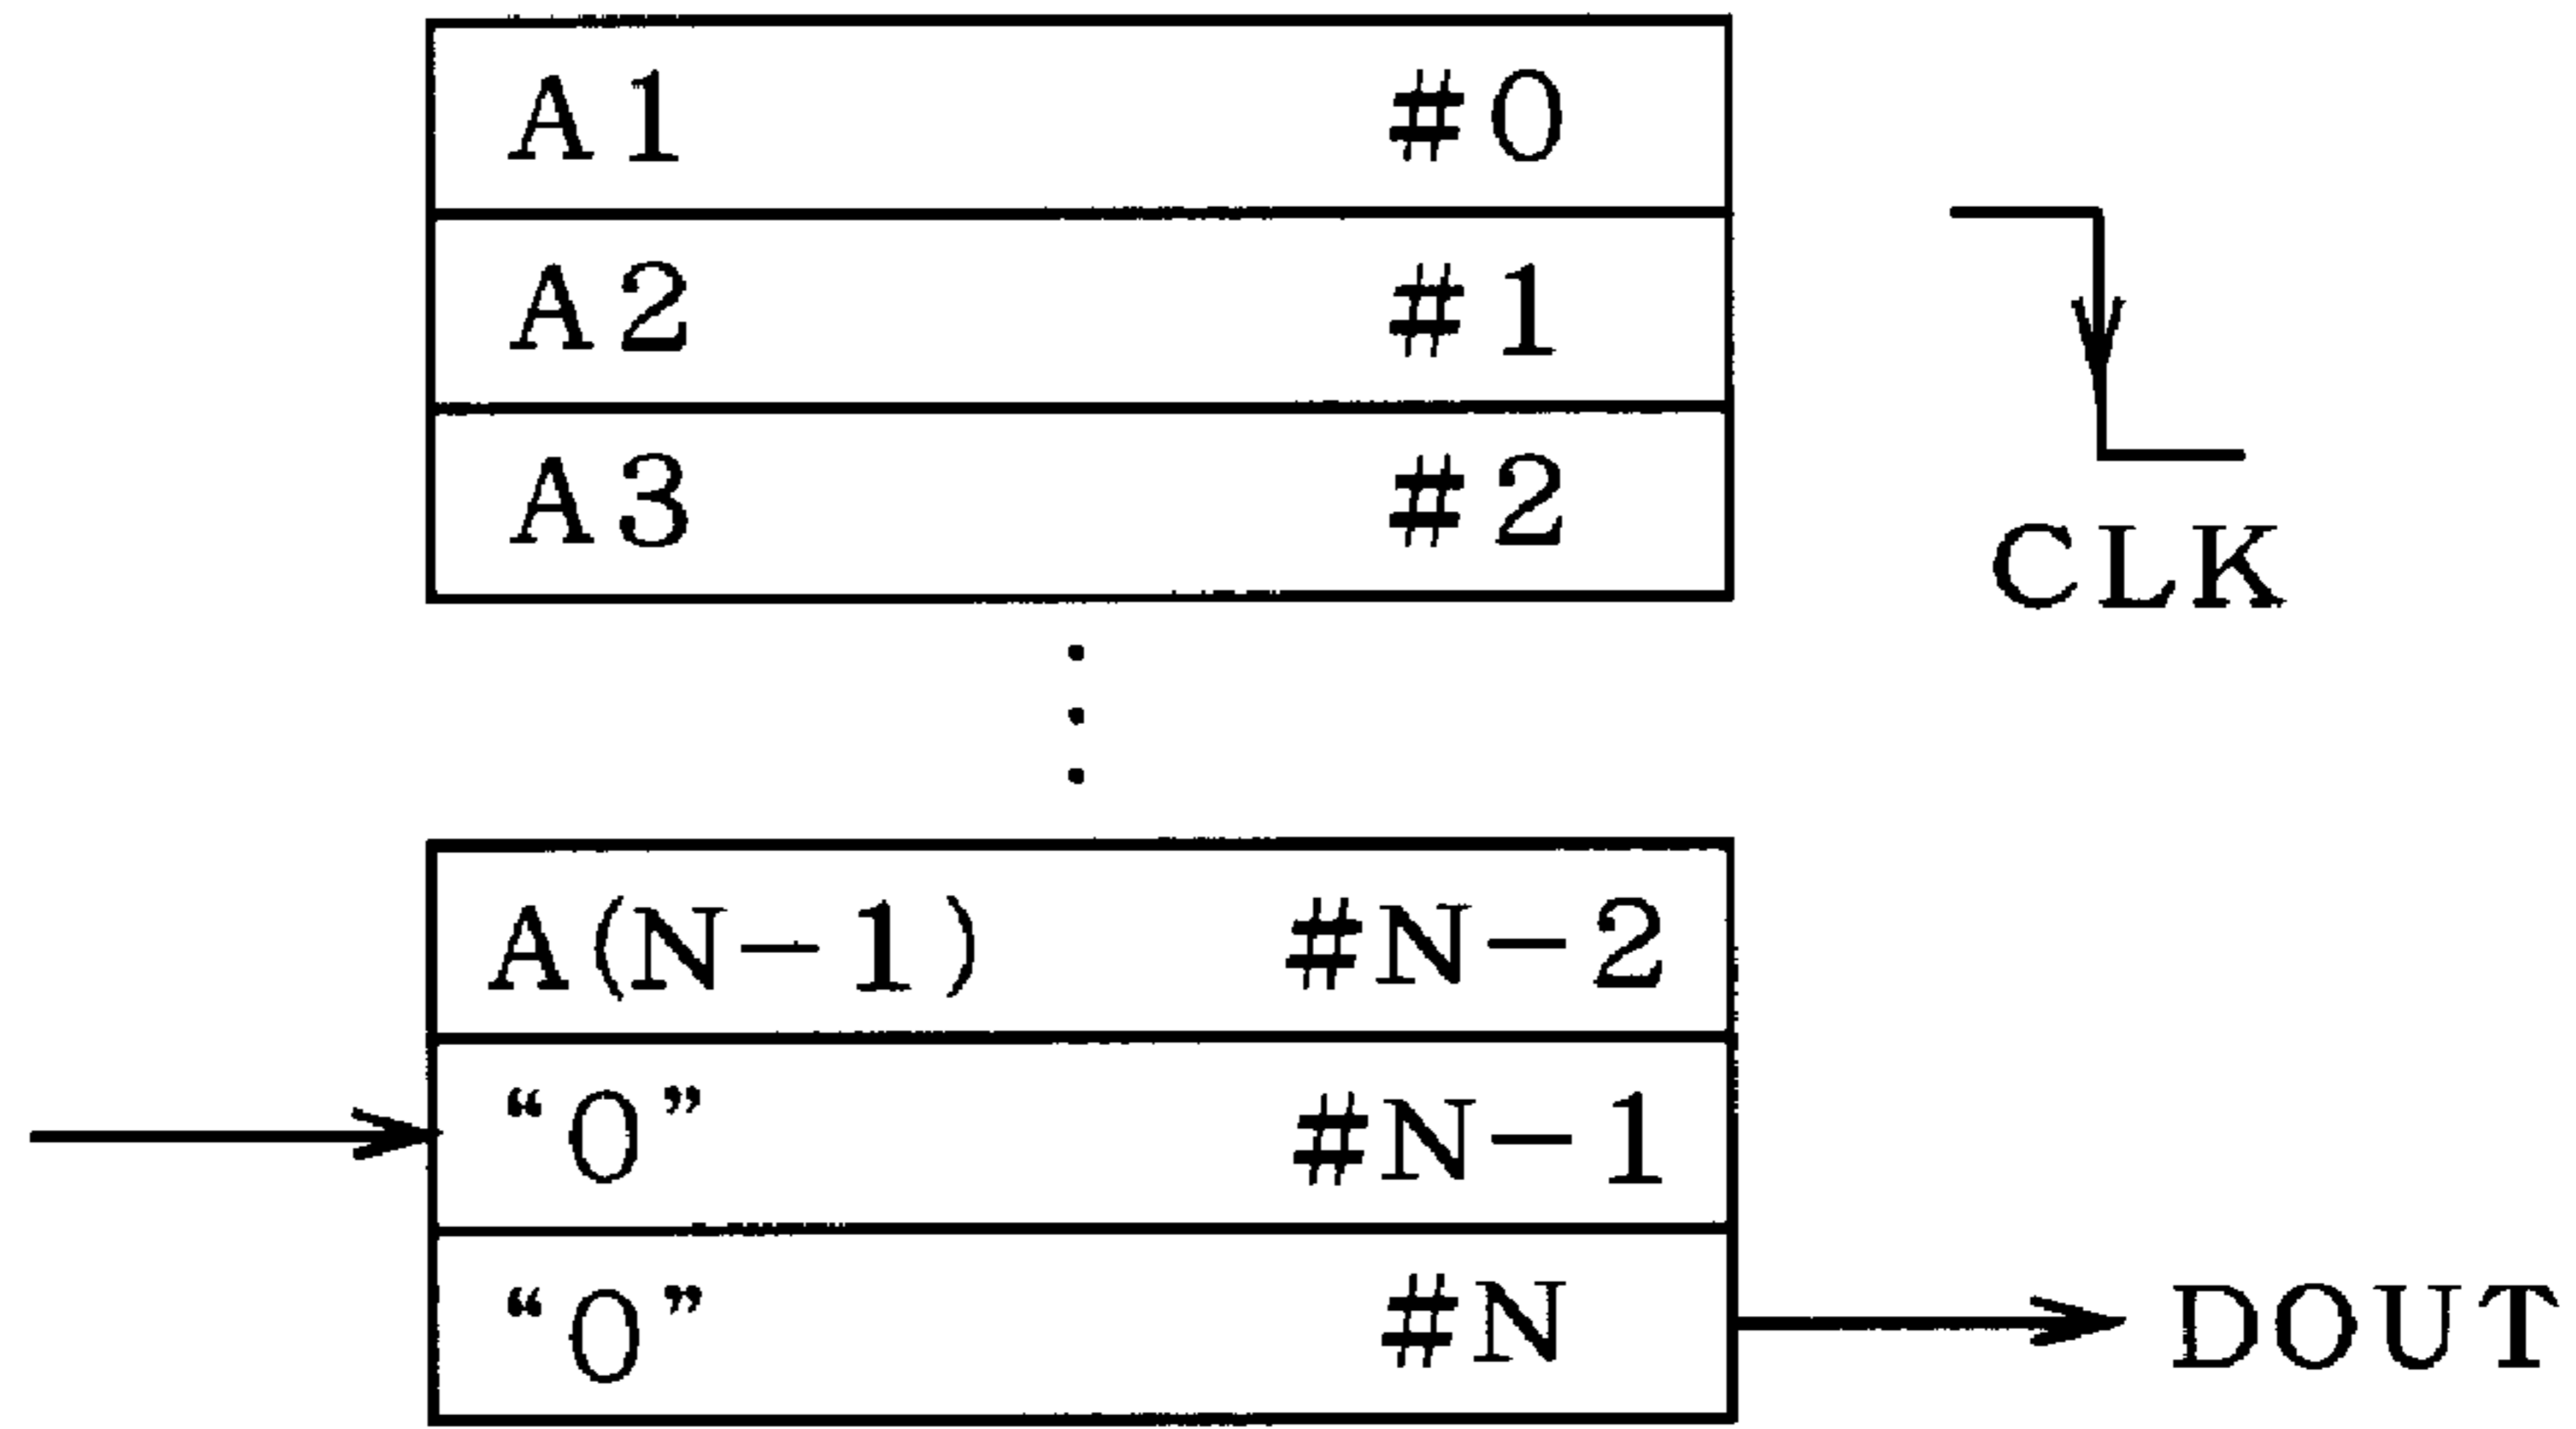 A1 #0
A2 #1
CLK
A3 #2
A(N-1) #N-2
“0” #N-1
“0” #N
DOUT